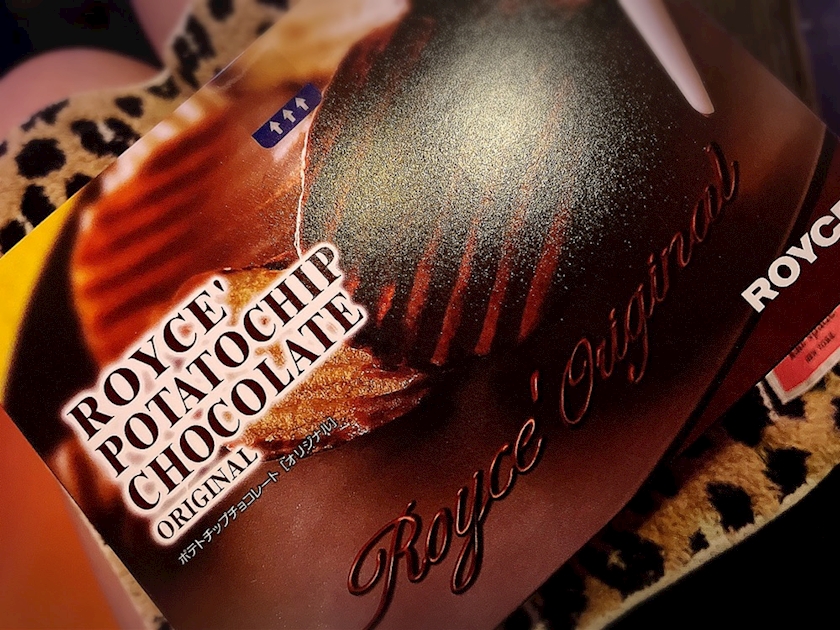 ROYCE'
POTATOCHIP
CHOCOLATE
ORIGINAL
ポテトチップチョコレート［オリジナル］
Royce' Original
ROYC